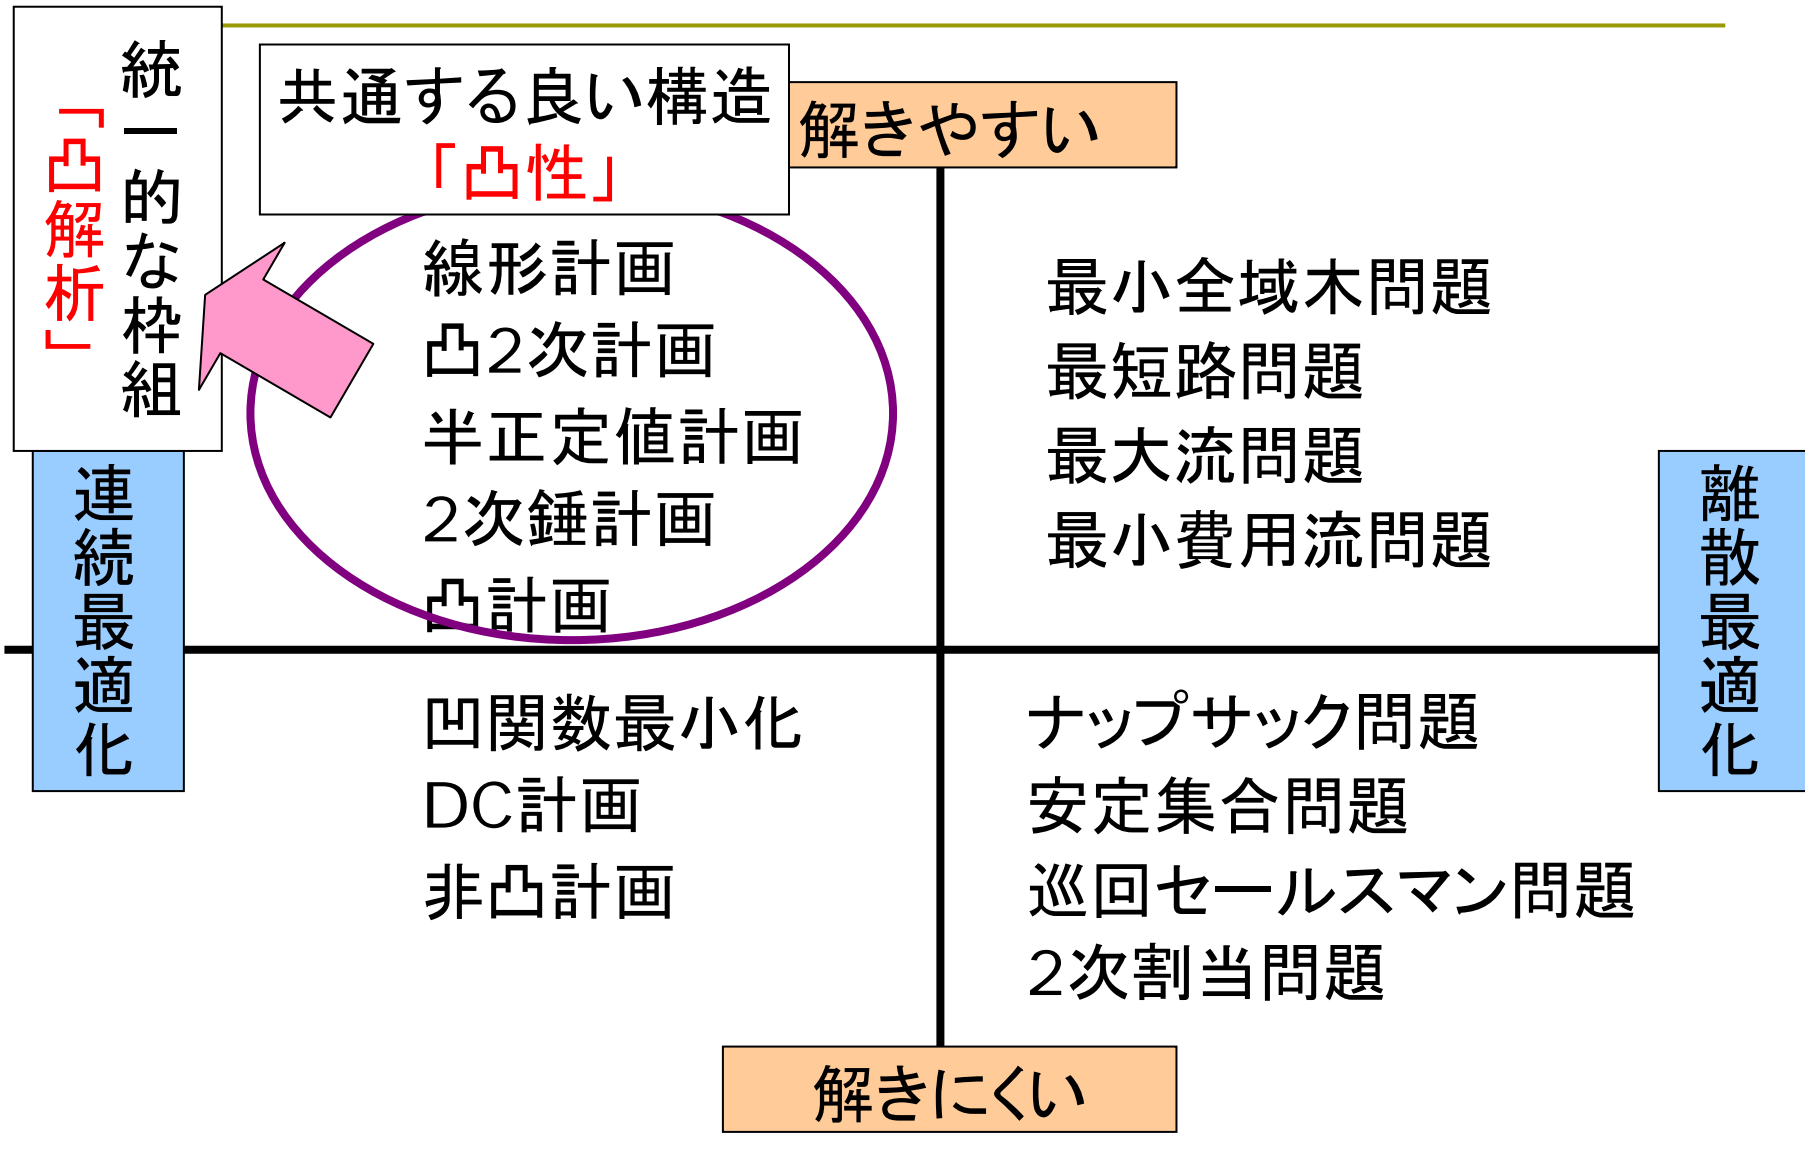 統一的な枠組
「凸解析」
共通する良い構造
「凸性」
解きやすい
線形計画
凸2次計画
半正定値計画
2次錘計画
凸計画
最小全域木問題
最短路問題
最大流問題
最小費用流問題
連続最適化
離散最適化
凹関数最小化
DC計画
非凸計画
ナップサック問題
安定集合問題
巡回セールスマン問題
2次割当問題
解きにくい